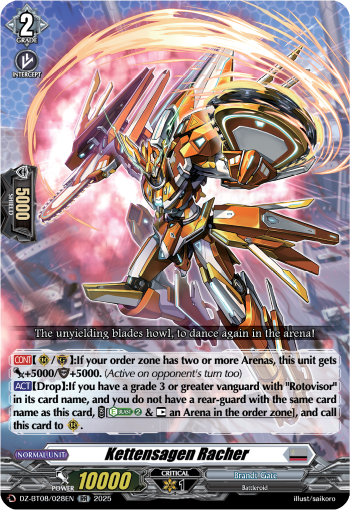 2
GRADE
INTERCEPT
5000
SHIELD
The unyielding blades howl, to dance again in the arena!
CONT【 / 】:If your order zone has two or more Arenas, this unit gets
+5000/ +5000. (Active on opponent's turn too)
ACT【Drop】:If you have a grade 3 or greater vanguard with "Rotovisor"
in its card name, and you do not have a rear-guard with the same card
name as this card, E BLAST 2 & an Arena in the order zone], and call
this card to .
NORMAL UNIT
Kettensagen Racher
POWER 10000
CRITICAL
1
Brandt Gate
Battleroid
DZ-BT08/028EN RR 2025
illust/saikoro